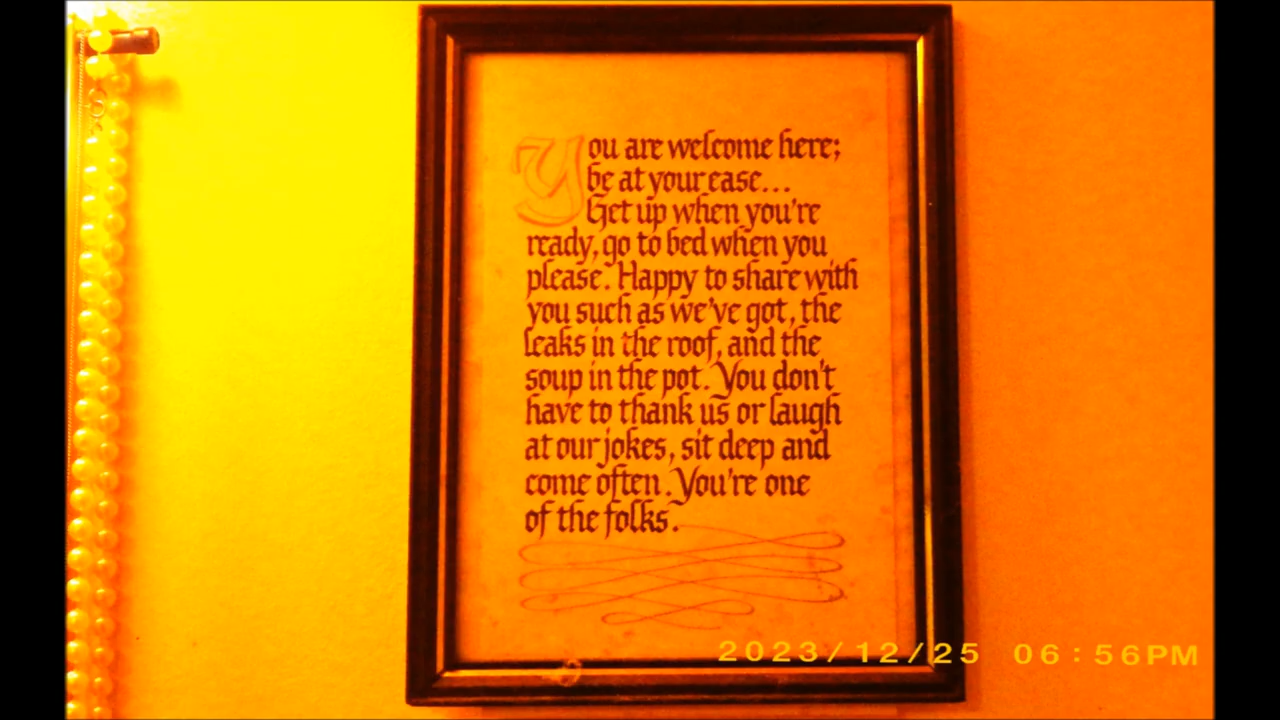 You are welcome here;
be at your ease...
Get up when you're
ready, go to bed when you
please. Happy to share with
you such as we've got, the
leaks in the roof, and the
soup in the pot. You don't
have to thank us or laugh
at our jokes, sit deep and
come often. You're one
of the folks.
2023/12/25 06:56PM